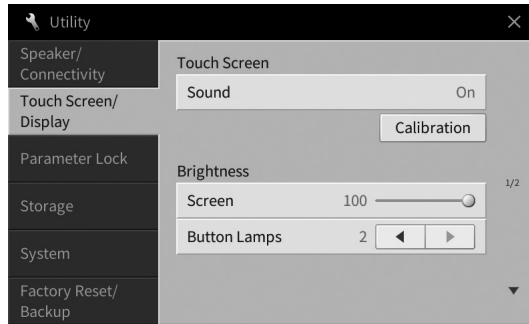 Utility
Speaker/
Connectivity
Touch Screen/
Display
Parameter Lock
Storage
System
Factory Reset/
Backup
Touch Screen
Sound On
Calibration
Brightness
Screen 100
Button Lamps 2
1/2